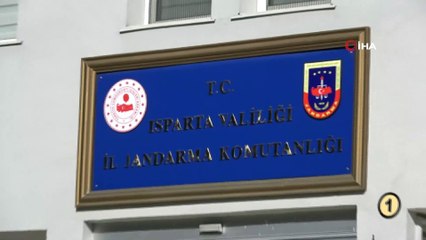 İHA
T.C.
ISPARTA VALİLİĞİ
İL JANDARMA KOMUTANLIĞI
1